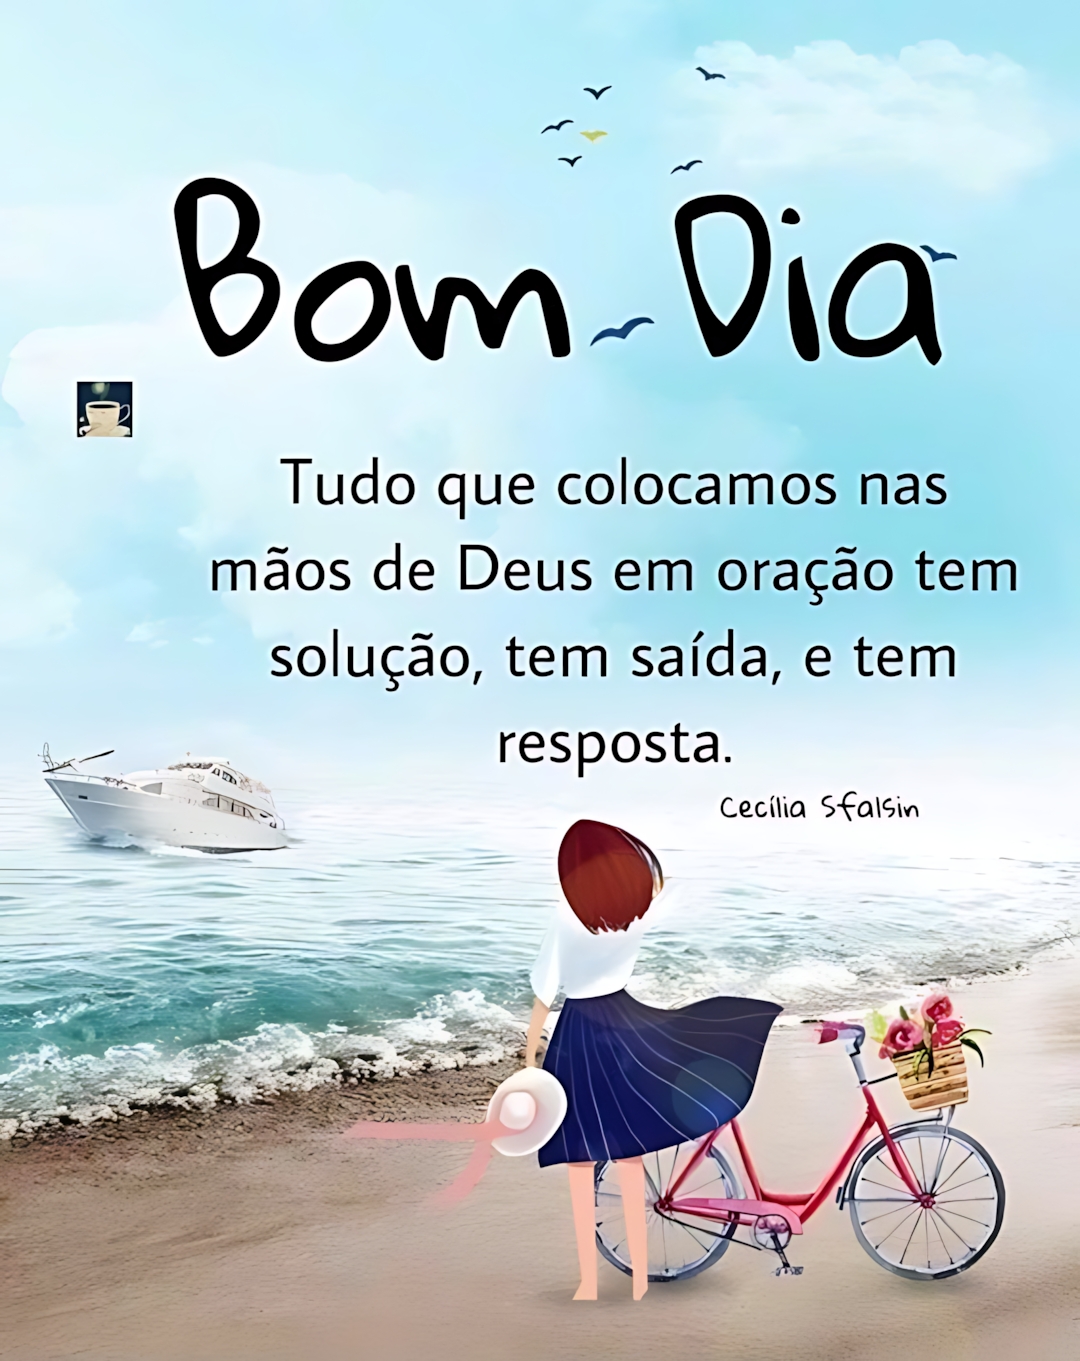 Bom Dia
Tudo que colocamos nas
mãos de Deus em oração tem
solução, tem saída, e tem
resposta.
Cecília Sfalsin